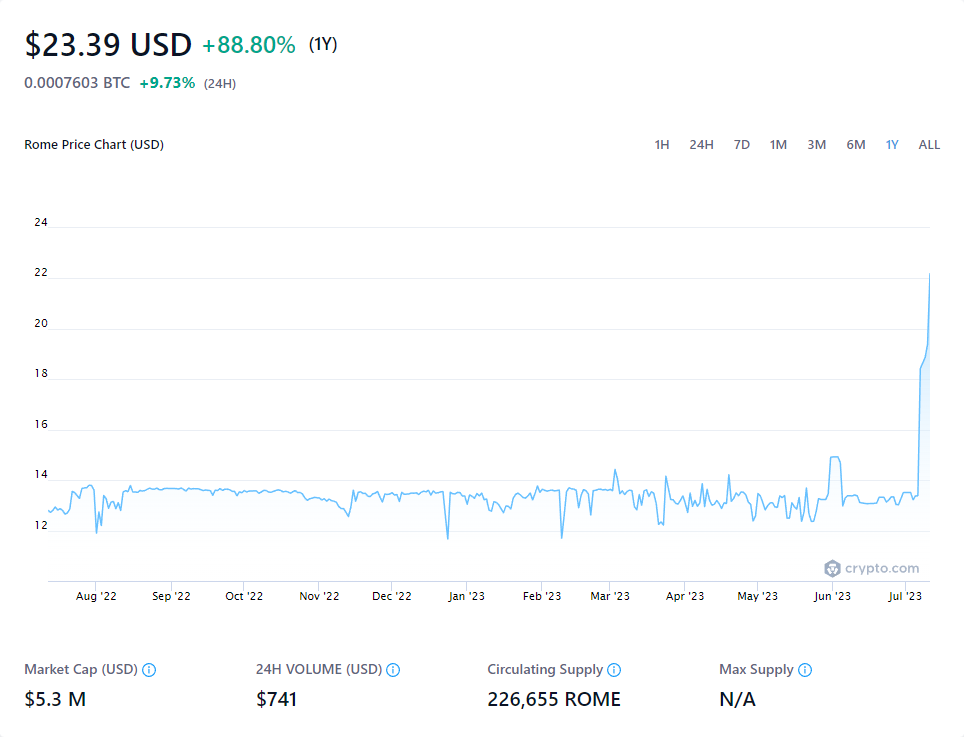 $23.39 USD +88.80% (1Y)
0.0007603 BTC +9.73% (24H)
Rome Price Chart (USD) 1H 24H 7D 1M 3M 6M 1Y ALL
24
22
20
18
16
14
12
crypto.com
Aug '22 Sep '22 Oct '22 Nov '22 Dec '22 Jan '23 Feb '23 Mar '23 Apr '23 May '23 Jun '23 Jul '23
Market Cap (USD) 24H VOLUME (USD) Circulating Supply Max Supply
$5.3 M $741 226,655 ROME N/A